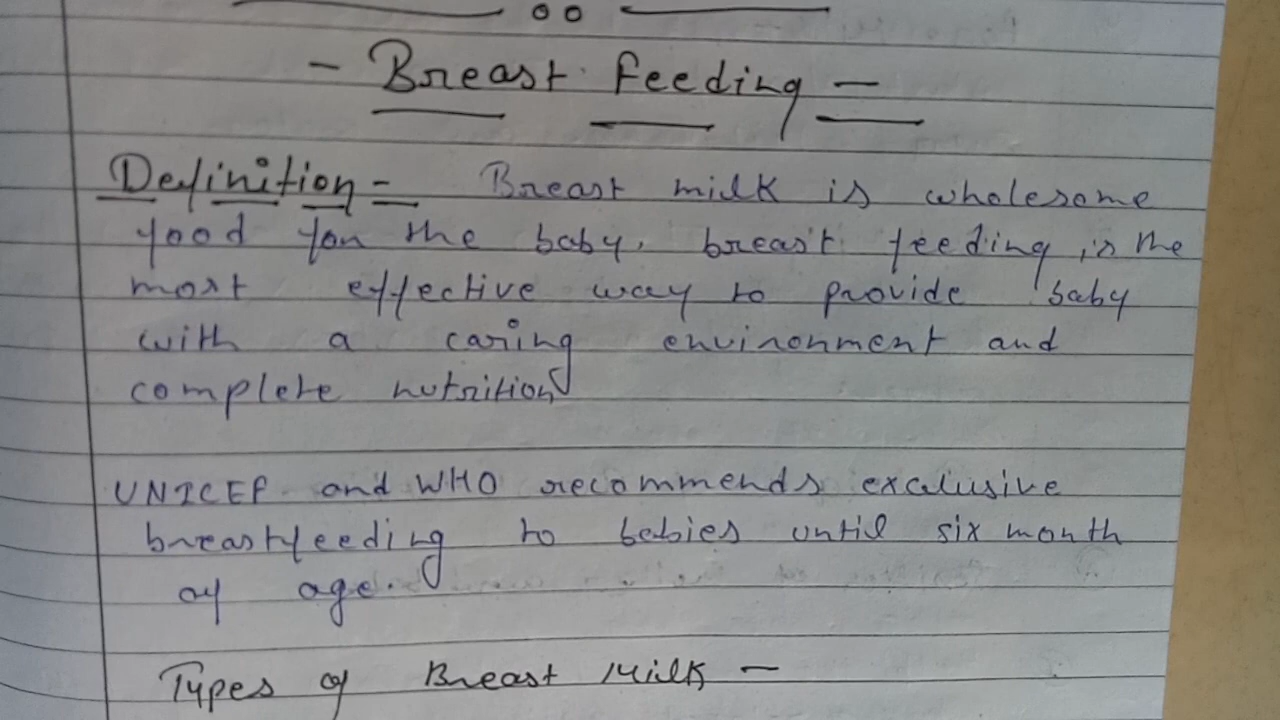 - Breast feeding -
Definition - Breast milk is wholesome
food for the baby, breast feeding is the
most effective way to provide baby
with a caring environment and
complete nutrition
UNICEF and WHO recommends excalusive
breastfeeding to babies until six month
of age.
Types of Breast Milk -